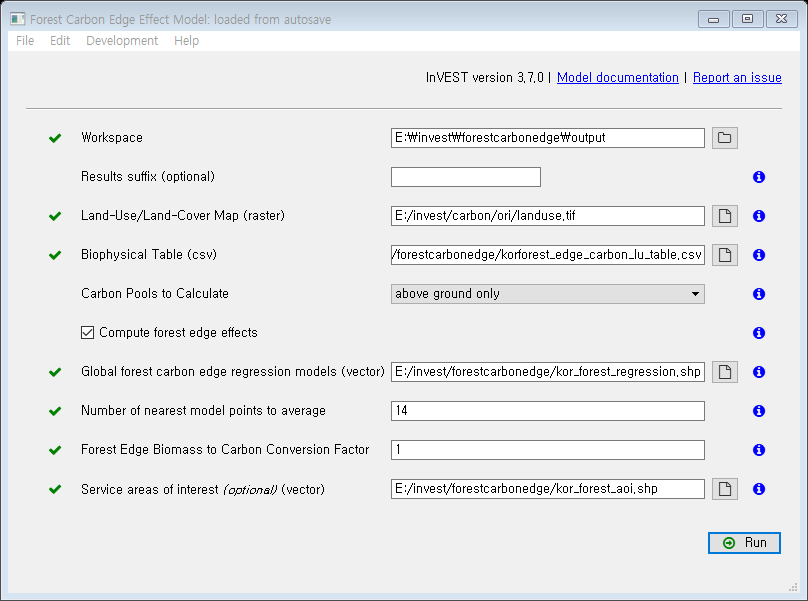 Forest Carbon Edge Effect Model: loaded from autosave
File Edit Development Help
InVEST version 3.7.0 | Model documentation | Report an issue
Workspace E:₩invest₩forestcarbonedge₩output
Results suffix (optional)
Land-Use/Land-Cover Map (raster) E:/invest/carbon/ori/landuse.tif
Biophysical Table (csv) /forestcarbonedge/korforest_edge_carbon_lu_table.csv
Carbon Pools to Calculate above ground only
Compute forest edge effects
Global forest carbon edge regression models (vector) E:/invest/forestcarbonedge/kor_forest_regression.shp
Number of nearest model points to average 14
Forest Edge Biomass to Carbon Conversion Factor 1
Service areas of interest (optional) (vector) E:/invest/forestcarbonedge/kor_forest_aoi.shp
Run